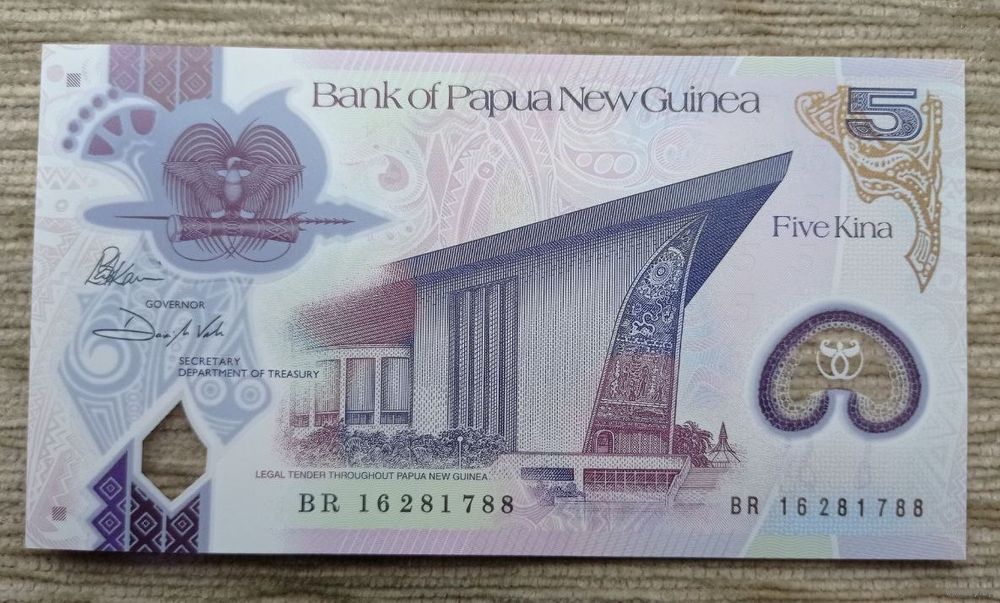 Bank of Papua New Guinea
5
Five Kina
GOVERNOR
SECRETARY
DEPARTMENT OF TREASURY
LEGAL TENDER THROUGHOUT PAPUA NEW GUINEA
BR 16281788
BR 16281788